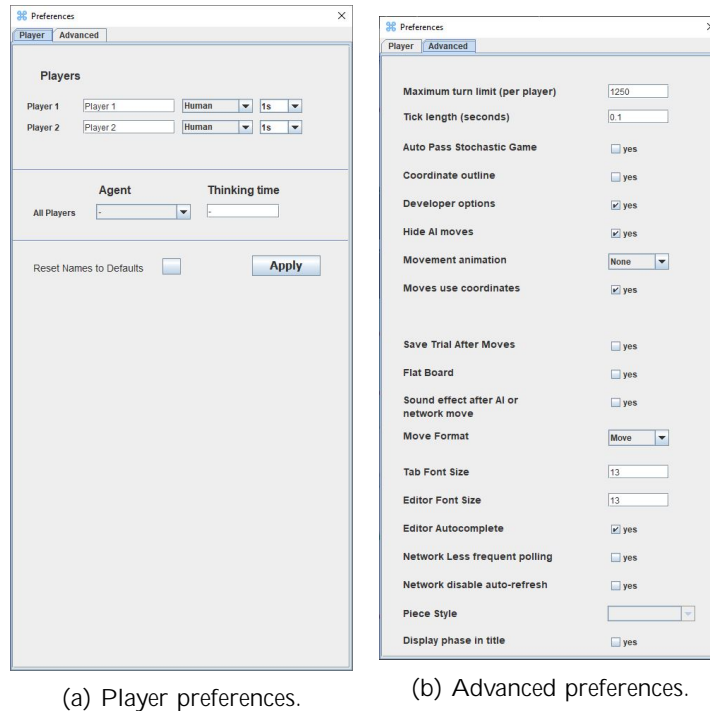 Preferences
Player Advanced
Players
Player 1 Player 1 Human 1s
Player 2 Player 2 Human 1s
Agent Thinking time
All Players - -
Reset Names to Defaults Apply
(a) Player preferences.
Preferences
Player Advanced
Maximum turn limit (per player) 1250
Tick length (seconds) 0.1
Auto Pass Stochastic Game yes
Coordinate outline yes
Developer options yes
Hide AI moves yes
Movement animation None
Moves use coordinates yes
Save Trial After Moves yes
Flat Board yes
Sound effect after AI or
network move yes
Move Format Move
Tab Font Size 13
Editor Font Size 13
Editor Autocomplete yes
Network Less frequent polling yes
Network disable auto-refresh yes
Piece Style
Display phase in title yes
(b) Advanced preferences.